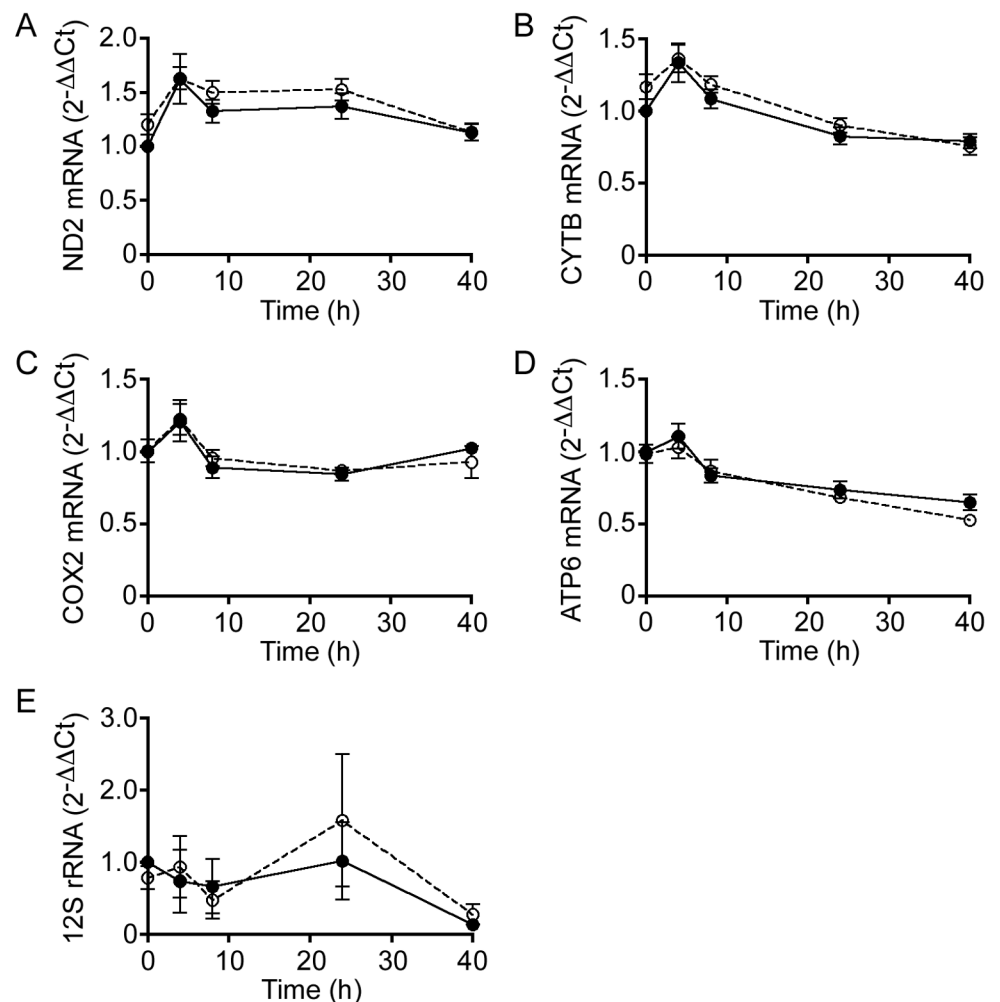 A
B
ND2 mRNA (2-ΔΔCt)
2.0
1.5
1.0
0.5
0
0 10 20 30 40
Time (h)
CYTB mRNA (2-ΔΔCt)
1.5
1.0
0.5
0
0 10 20 30 40
Time (h)
C
D
COX2 mRNA (2-ΔΔCt)
1.5
1.0
0.5
0
0 10 20 30 40
Time (h)
ATP6 mRNA (2-ΔΔCt)
1.5
1.0
0.5
0
0 10 20 30 40
Time (h)
E
12S rRNA (2-ΔΔCt)
3.0
2.0
1.0
0
0 10 20 30 40
Time (h)